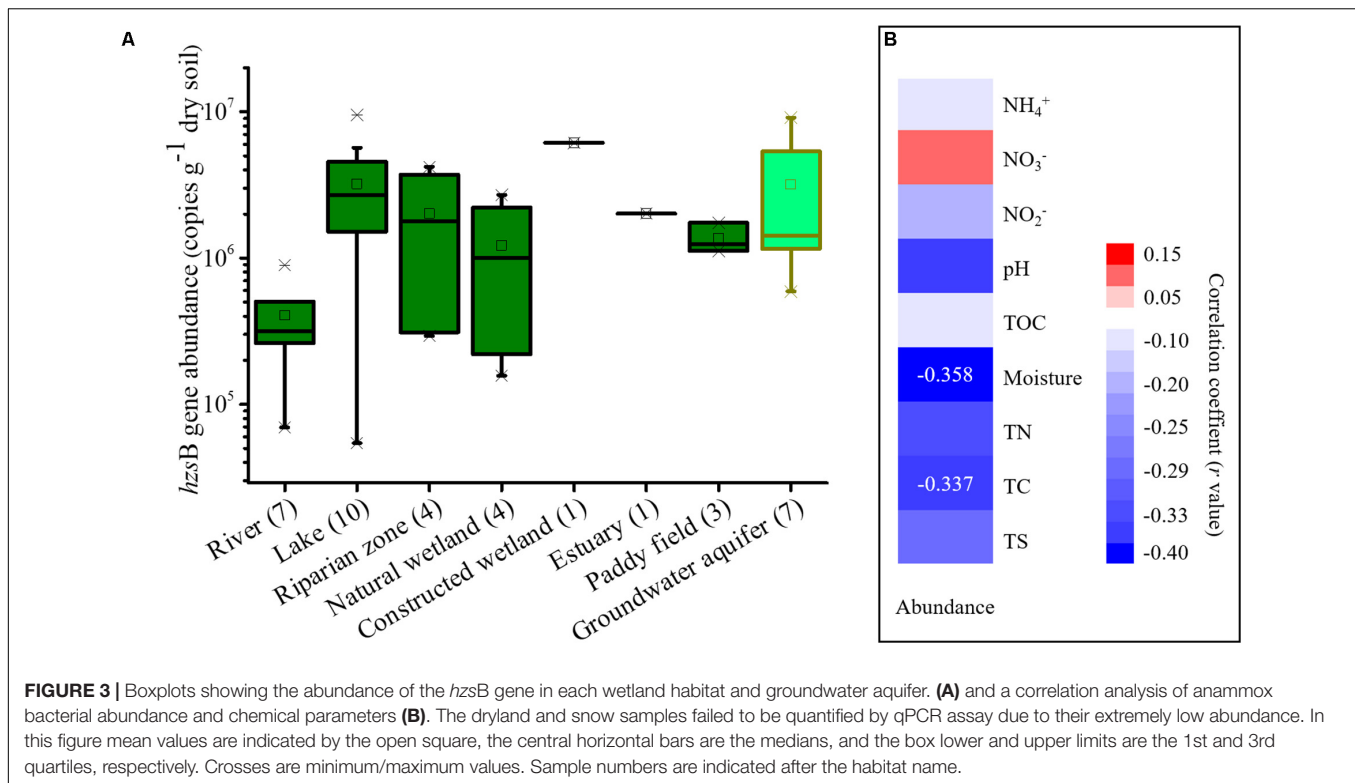 A
hzsB gene abundance (copies g-1 dry soil)
10^7
10^6
10^5
River (7)
Lake (10)
Riparian zone (4)
Natural wetland (4)
Constructed wetland (1)
Estuary (1)
Paddy field (3)
Groundwater aquifer (7)
B
NH4+
NO3-
NO2-
pH
TOC
-0.358 Moisture
TN
-0.337 TC
TS
Abundance
0.15
0.05
-0.10
-0.20
-0.25
-0.29
-0.33
-0.40
Correlation coeffient (r value)
FIGURE 3 | Boxplots showing the abundance of the hzsB gene in each wetland habitat and groundwater aquifer. (A) and a correlation analysis of anammox
bacterial abundance and chemical parameters (B). The dryland and snow samples failed to be quantified by qPCR assay due to their extremely low abundance. In
this figure mean values are indicated by the open square, the central horizontal bars are the medians, and the box lower and upper limits are the 1st and 3rd
quartiles, respectively. Crosses are minimum/maximum values. Sample numbers are indicated after the habitat name.